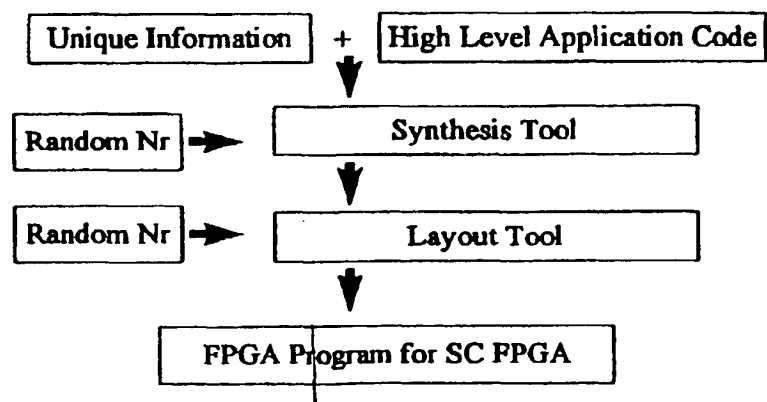 Unique Information + High Level Application Code
Random Nr Synthesis Tool
Random Nr Layout Tool
FPGA Program for SC FPGA